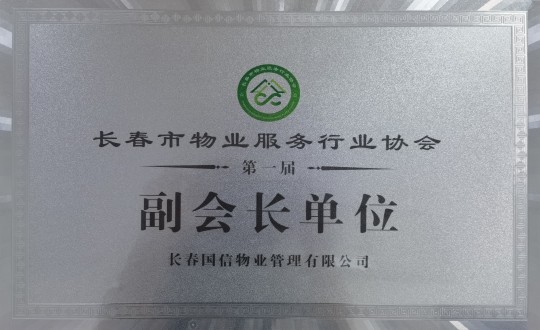 长春市物业服务行业协会
第一届
副会长单位
长春国信物业管理有限公司